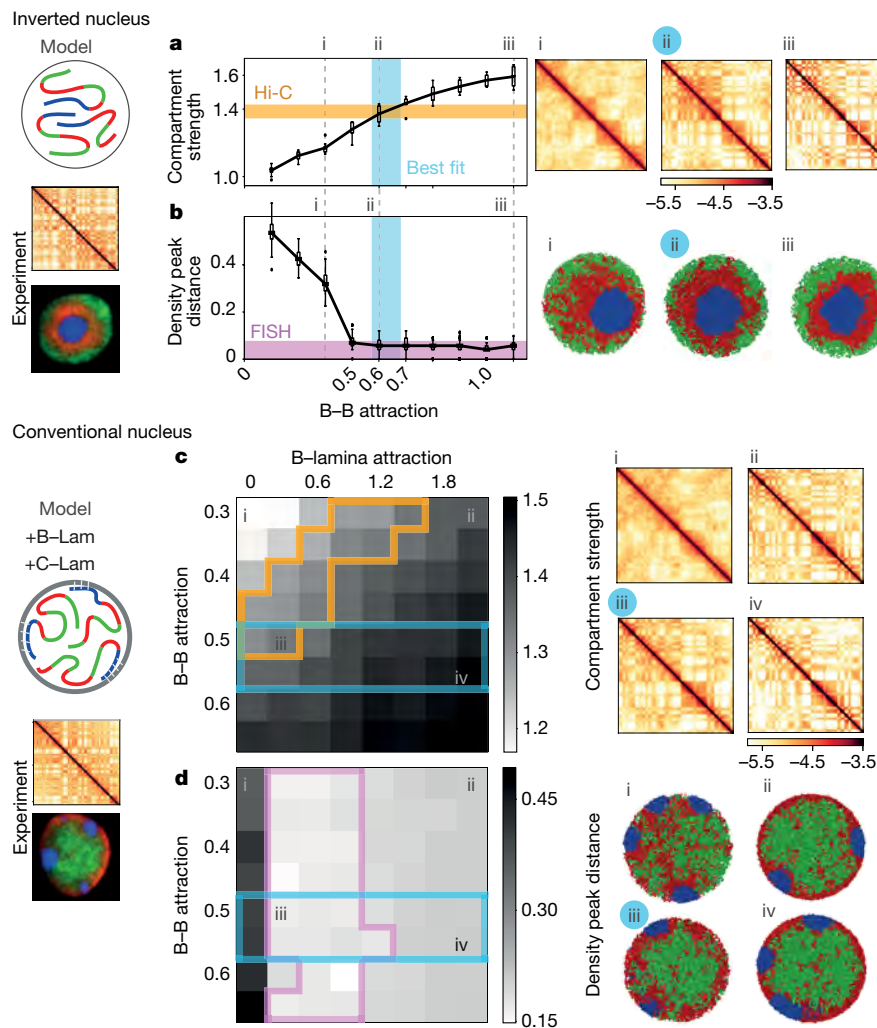 Inverted nucleus
Model
Experiment
a
i
ii
iii
Compartment
strength
1.6
1.4
1.0
Hi-C
Best fit
i
ii
iii
−5.5
−4.5
−3.5
b
i
ii
iii
Density peak
distance
0.4
0.2
0
FISH
0
0.5
0.6
0.7
1.0
B–B attraction
i
ii
iii
Conventional nucleus
Model
+B–Lam
+C–Lam
Experiment
c
B–lamina attraction
0
0.6
1.2
1.8
B–B attraction
0.3
0.4
0.5
0.6
i
ii
iii
iv
1.5
1.4
1.3
1.2
Compartment strength
i
ii
iii
iv
−5.5
−4.5
−3.5
d
B–B attraction
0.3
0.4
0.5
0.6
i
ii
iii
iv
0.45
0.30
0.15
Density peak distance
i
ii
iii
iv